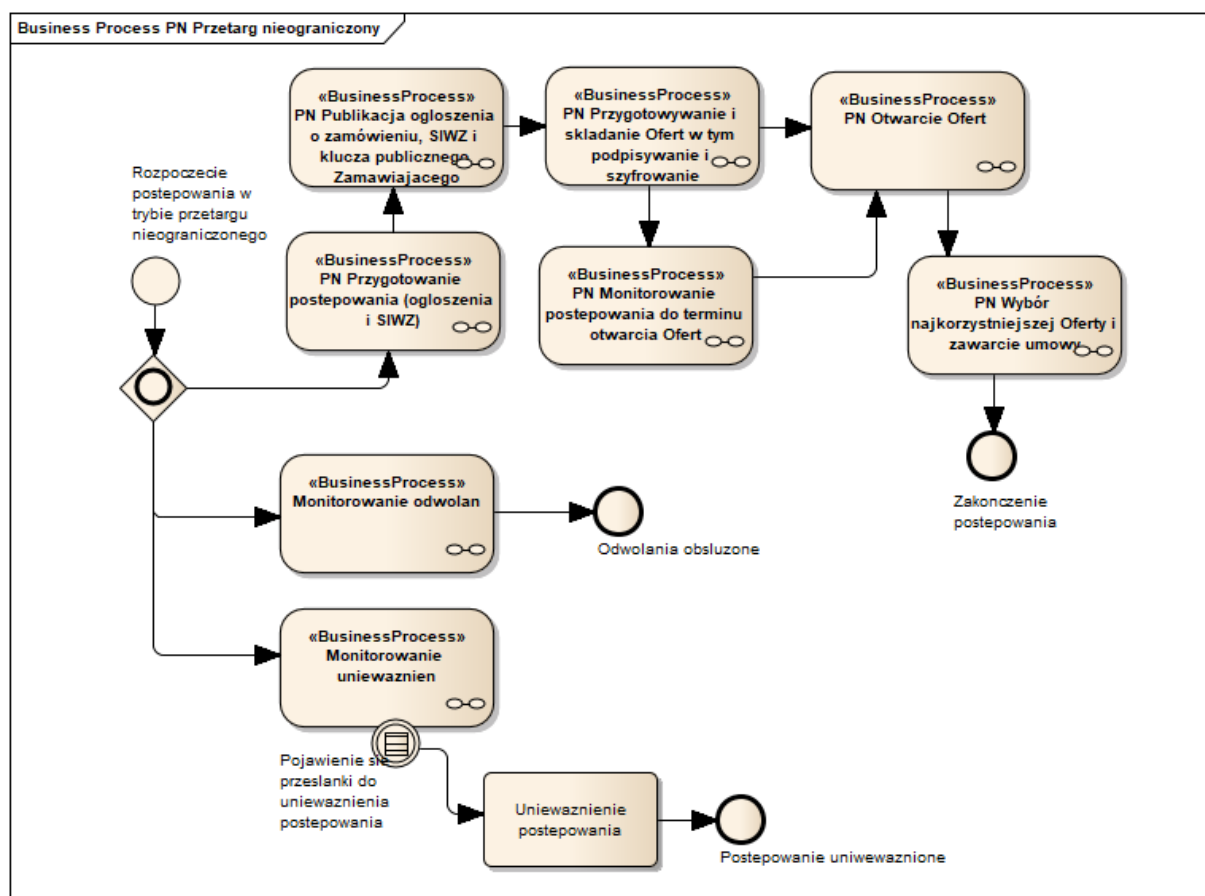 Business Process PN Przetarg nieograniczony
«BusinessProcess»
PN Publikacja ogloszenia
o zamówieniu, SIWZ i
klucza publicznego
Zamawiajacego
«BusinessProcess»
PN Przygotowywanie i
skladanie Ofert w tym
podpisywanie i
szyfrowanie
«BusinessProcess»
PN Otwarcie Ofert
Rozpoczecie
postepowania w
trybie przetargu
nieograniczonego
«BusinessProcess»
PN Przygotowanie
postepowania (ogloszenia
i SIWZ)
«BusinessProcess»
PN Monitorowanie
postepowania do terminu
otwarcia Ofert
«BusinessProcess»
PN Wybór
najkorzystniejszej Oferty i
zawarcie umowy
Zakonczenie
postepowania
«BusinessProcess»
Monitorowanie odwolan
Odwolania obsluzone
«BusinessProcess»
Monitorowanie
uniewaznien
Pojawienie sie
przeslanki do
uniewaznienia
postepowania
Uniewaznienie
postepowania
Postepowanie uniwewaznione